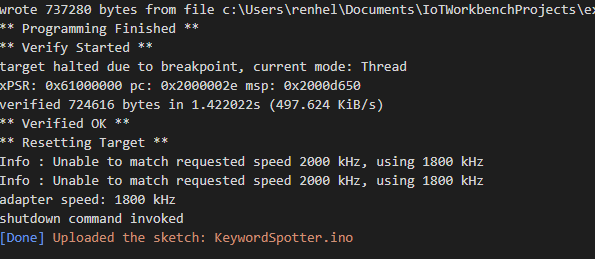 wrote 737280 bytes from file c:\Users\renhel\Documents\IoTWorkbenchProjects\ex
** Programming Finished **
** Verify Started **
target halted due to breakpoint, current mode: Thread
xPSR: 0x61000000 pc: 0x2000002e msp: 0x2000d650
verified 724616 bytes in 1.422022s (497.624 KiB/s)
** Verified OK **
** Resetting Target **
Info : Unable to match requested speed 2000 kHz, using 1800 kHz
Info : Unable to match requested speed 2000 kHz, using 1800 kHz
adapter speed: 1800 kHz
shutdown command invoked
[Done] Uploaded the sketch: KeywordSpotter.ino